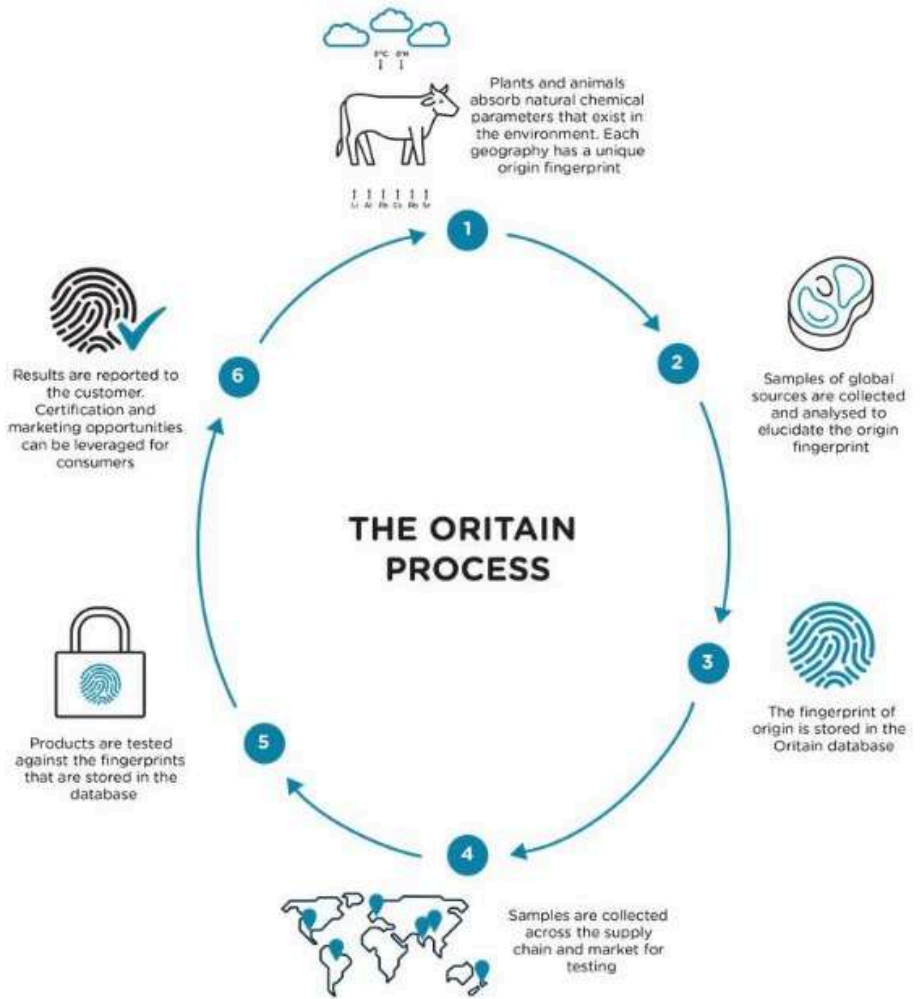 Plants and animals
absorb natural chemical
parameters that exist in
the environment. Each
geography has a unique
origin fingerprint
1
2
Samples of global
sources are collected
and analysed to
elucidate the origin
fingerprint
3
The fingerprint of
origin is stored in the
Oritain database
4
Samples are collected
across the supply
chain and market for
testing
5
Products are tested
against the fingerprints
that are stored in the
database
6
Results are reported to
the customer.
Certification and
marketing opportunities
can be leveraged for
consumers
THE ORITAIN
PROCESS